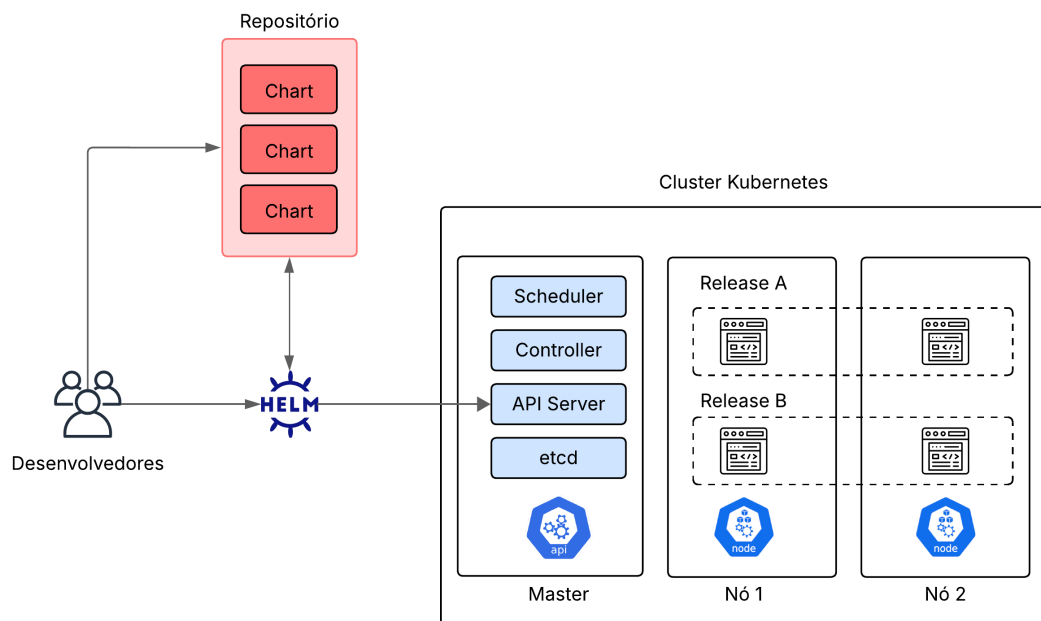 Repositório
Chart
Chart
Chart
Desenvolvedores
HELM
Cluster Kubernetes
Scheduler
Controller
API Server
etcd
api
Master
Release A
Release B
node
Nó 1
node
Nó 2